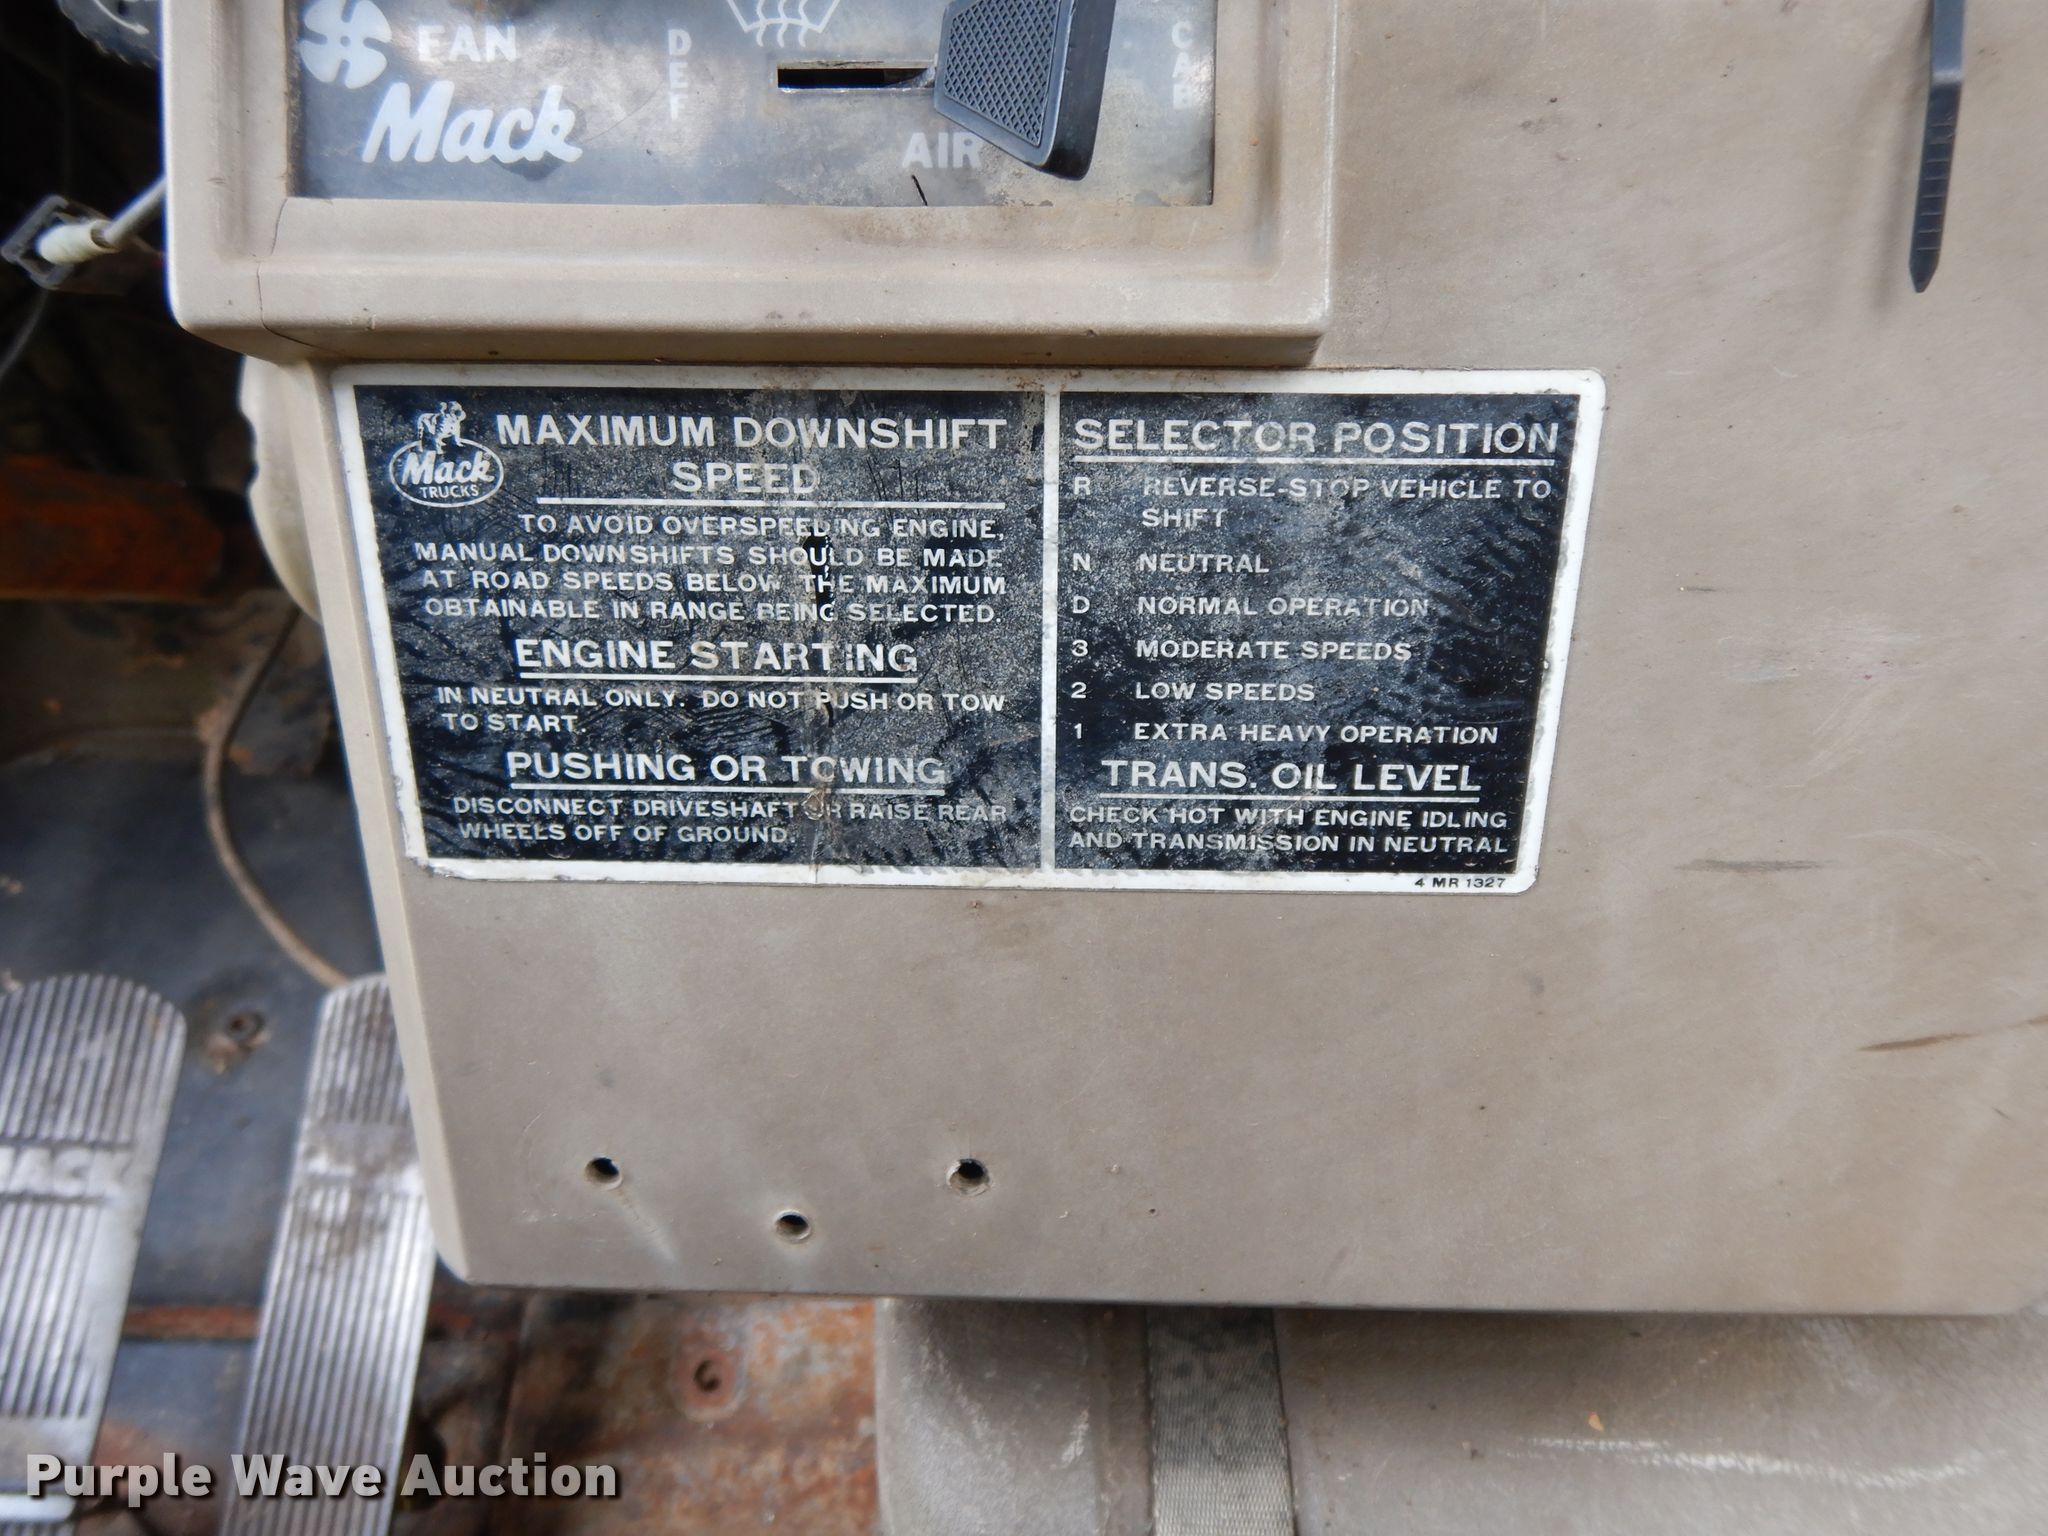 FAN
Mack
DEF
AIR
CAB
Mack
TRUCKS
MAXIMUM DOWNSHIFT
SPEED
TO AVOID OVERSPEEDING ENGINE,
MANUAL DOWNSHIFTS SHOULD BE MADE
AT ROAD SPEEDS BELOW THE MAXIMUM
OBTAINABLE IN RANGE BEING SELECTED.
ENGINE STARTING
IN NEUTRAL ONLY. DO NOT PUSH OR TOW
TO START.
PUSHING OR TOWING
DISCONNECT DRIVESHAFT OR RAISE REAR
WHEELS OFF OF GROUND.
SELECTOR POSITION
R REVERSE-STOP VEHICLE TO
SHIFT
N NEUTRAL
D NORMAL OPERATION
3 MODERATE SPEEDS
2 LOW SPEEDS
1 EXTRA HEAVY OPERATION
TRANS. OIL LEVEL
CHECK HOT WITH ENGINE IDLING
AND TRANSMISSION IN NEUTRAL
4 MR 1327
MACK
Purple Wave Auction